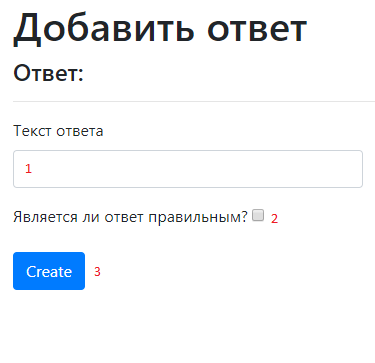 Добавить ответ
Ответ:
Текст ответа
1
Является ли ответ правильным? 2
Create 3